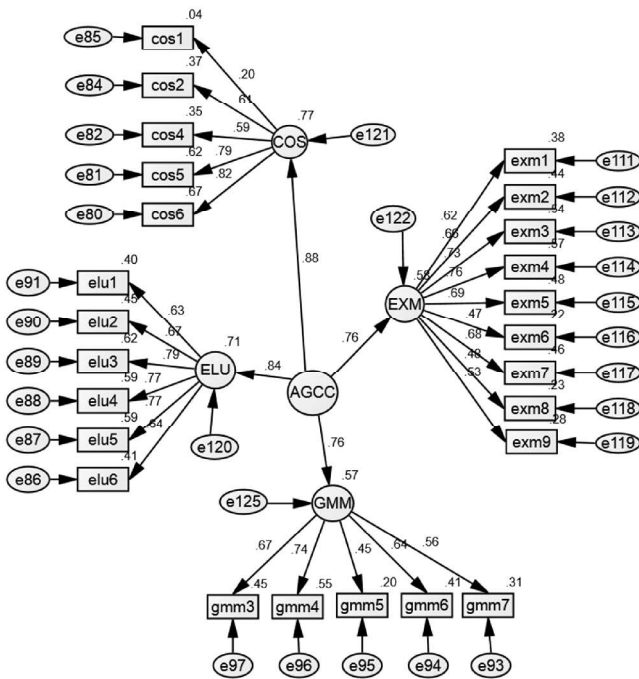 e85 cos1 .04
e84 cos2 .37
e82 cos4 .35
e81 cos5 .62
e80 cos6 .67
.20
.61
.59
.79
.82
COS .77
e121
.88
e122
EXM .58
.76
exm1 .38 e111
exm2 .44 e112
exm3 .54 e113
exm4 .57 e114
exm5 .48 e115
exm6 .22 e116
exm7 .46 e117
exm8 .23 e118
exm9 .28 e119
.62
.66
.73
.76
.69
.47
.68
.48
.53
e91 elu1 .40
e90 elu2 .45
e89 elu3 .62
e88 elu4 .59
e87 elu5 .59
e86 elu6 .41
.63
.67
.79
.77
.77
.64
ELU .71
e120
.84
AGCC
.76
e125
GMM .57
.67
.74
.45
.64
.56
gmm3 .45
gmm4 .55
gmm5 .20
gmm6 .41
gmm7 .31
e97
e96
e95
e94
e93